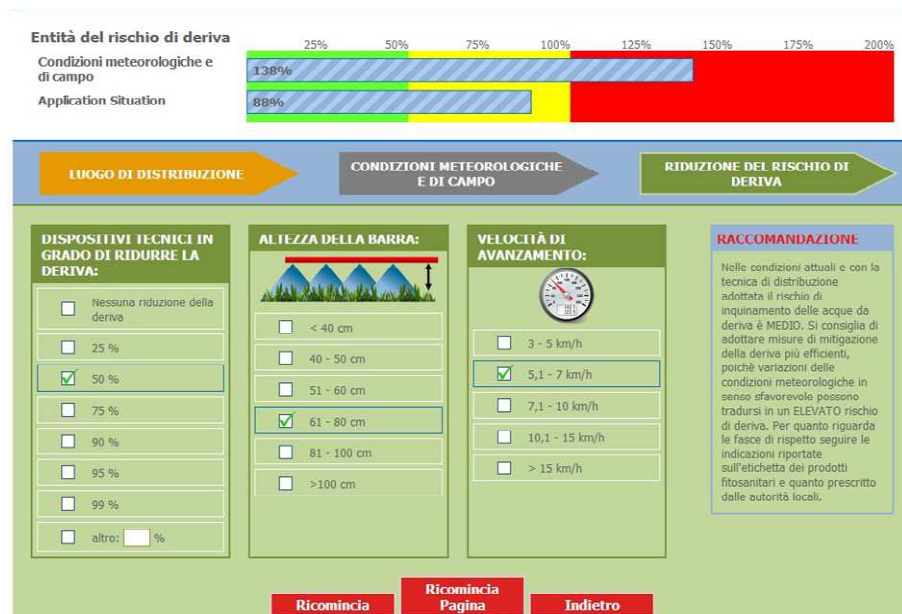 Entità del rischio di deriva
25% 50% 75% 100% 125% 150% 175% 200%
Condizioni meteorologiche e
di campo
138%
Application Situation
88%
LUOGO DI DISTRIBUZIONE
CONDIZIONI METEOROLOGICHE
E DI CAMPO
RIDUZIONE DEL RISCHIO DI
DERIVA
DISPOSITIVI TECNICI IN
GRADO DI RIDURRE LA
DERIVA:
Nessuna riduzione della
deriva
25 %
50 %
75 %
90 %
95 %
99 %
altro: %
ALTEZZA DELLA BARRA:
< 40 cm
40 - 50 cm
51 - 60 cm
61 - 80 cm
81 - 100 cm
>100 cm
VELOCITÀ DI
AVANZAMENTO:
3 - 5 km/h
5,1 - 7 km/h
7,1 - 10 km/h
10,1 - 15 km/h
> 15 km/h
RACCOMANDAZIONE
Nelle condizioni attuali e con la
tecnica di distribuzione
adottata il rischio di
inquinamento delle acque da
deriva è MEDIO. Si consiglia di
adottare misure di mitigazione
della deriva più efficienti,
poichè variazioni delle
condizioni meteorologiche in
senso sfavorevole possono
tradursi in un ELEVATO rischio
di deriva. Per quanto riguarda
le fasce di rispetto seguire le
indicazioni riportate
sull'etichetta dei prodotti
fitosanitari e quanto prescritto
dalle autorità locali.
Ricomincia
Ricomincia
Pagina
Indietro